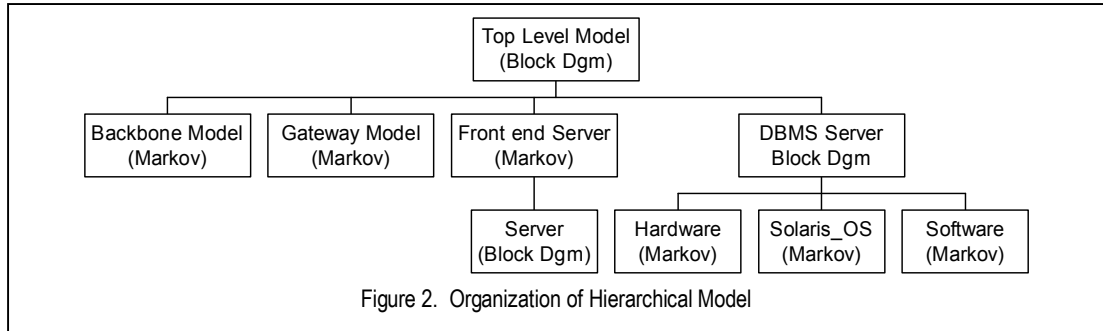 Top Level Model
(Block Dgm)
Backbone Model
(Markov)
Gateway Model
(Markov)
Front end Server
(Markov)
DBMS Server
Block Dgm
Server
(Block Dgm)
Hardware
(Markov)
Solaris_OS
(Markov)
Software
(Markov)
Figure 2. Organization of Hierarchical Model